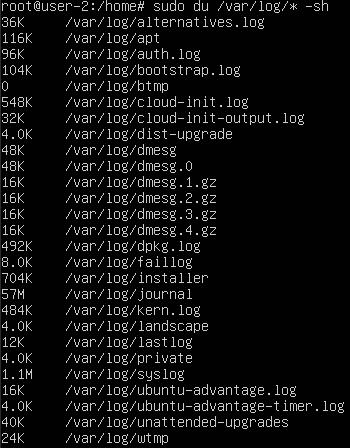 root@user-2:/home# sudo du /var/log/* -sh
36K /var/log/alternatives.log
116K /var/log/apt
96K /var/log/auth.log
104K /var/log/bootstrap.log
0 /var/log/btmp
548K /var/log/cloud-init.log
32K /var/log/cloud-init-output.log
4.0K /var/log/dist-upgrade
48K /var/log/dmesg
48K /var/log/dmesg.0
16K /var/log/dmesg.1.gz
16K /var/log/dmesg.2.gz
16K /var/log/dmesg.3.gz
16K /var/log/dmesg.4.gz
492K /var/log/dpkg.log
8.0K /var/log/faillog
704K /var/log/installer
57M /var/log/journal
484K /var/log/kern.log
4.0K /var/log/landscape
12K /var/log/lastlog
4.0K /var/log/private
1.1M /var/log/syslog
16K /var/log/ubuntu-advantage.log
4.0K /var/log/ubuntu-advantage-timer.log
40K /var/log/unattended-upgrades
24K /var/log/wtmp